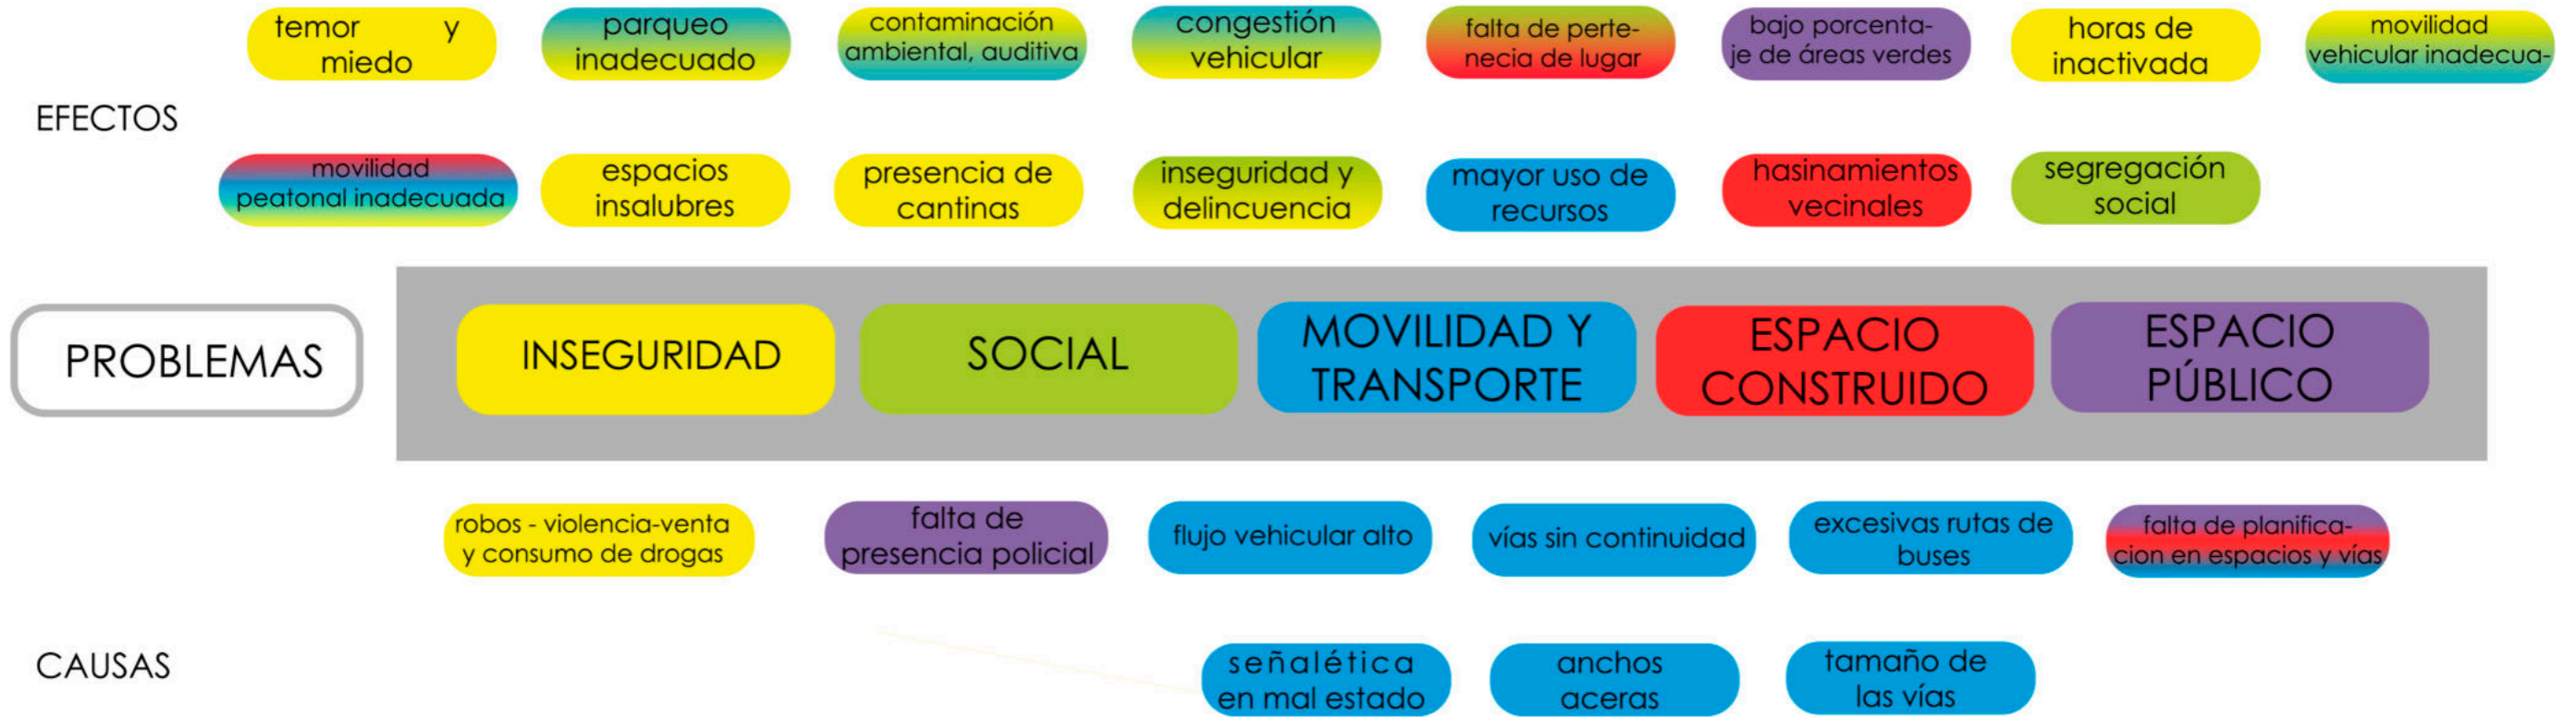 temor y
miedo
parqueo
inadecuado
contaminación
ambiental, auditiva
congestión
vehicular
falta de perte-
necia de lugar
bajo porcenta-
je de áreas verdes
horas de
inactivada
movilidad
vehicular inadecua-
EFECTOS
movilidad
peatonal inadecuada
espacios
insalubres
presencia de
cantinas
inseguridad y
delincuencia
mayor uso de
recursos
hasinamientos
vecinales
segregación
social
PROBLEMAS
INSEGURIDAD
SOCIAL
MOVILIDAD Y
TRANSPORTE
ESPACIO
CONSTRUIDO
ESPACIO
PÚBLICO
robos - violencia-venta
y consumo de drogas
falta de
presencia policial
flujo vehicular alto
vías sin continuidad
excesivas rutas de
buses
falta de planifica-
cion en espacios y vías
CAUSAS
señalética
en mal estado
anchos
aceras
tamaño de
las vías